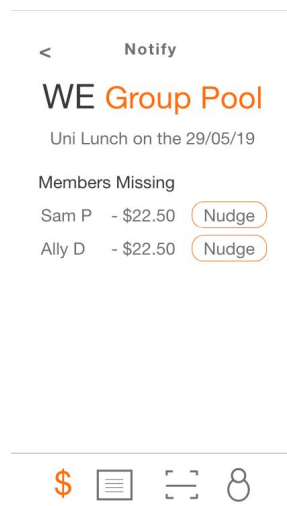 < Notify
WE Group Pool
Uni Lunch on the 29/05/19
Members Missing
Sam P - $22.50 Nudge
Ally D - $22.50 Nudge
$